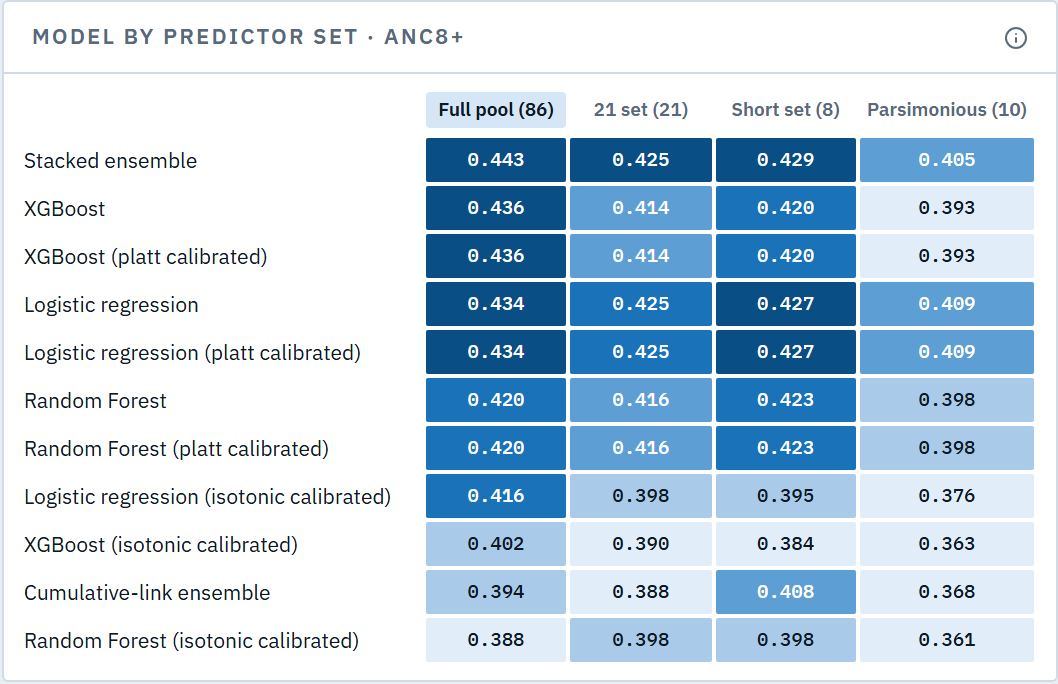 MODEL BY PREDICTOR SET · ANC8+
Full pool (86) 21 set (21) Short set (8) Parsimonious (10)
Stacked ensemble 0.443 0.425 0.429 0.405
XGBoost 0.436 0.414 0.420 0.393
XGBoost (platt calibrated) 0.436 0.414 0.420 0.393
Logistic regression 0.434 0.425 0.427 0.409
Logistic regression (platt calibrated) 0.434 0.425 0.427 0.409
Random Forest 0.420 0.416 0.423 0.398
Random Forest (platt calibrated) 0.420 0.416 0.423 0.398
Logistic regression (isotonic calibrated) 0.416 0.398 0.395 0.376
XGBoost (isotonic calibrated) 0.402 0.390 0.384 0.363
Cumulative-link ensemble 0.394 0.388 0.408 0.368
Random Forest (isotonic calibrated) 0.388 0.398 0.398 0.361